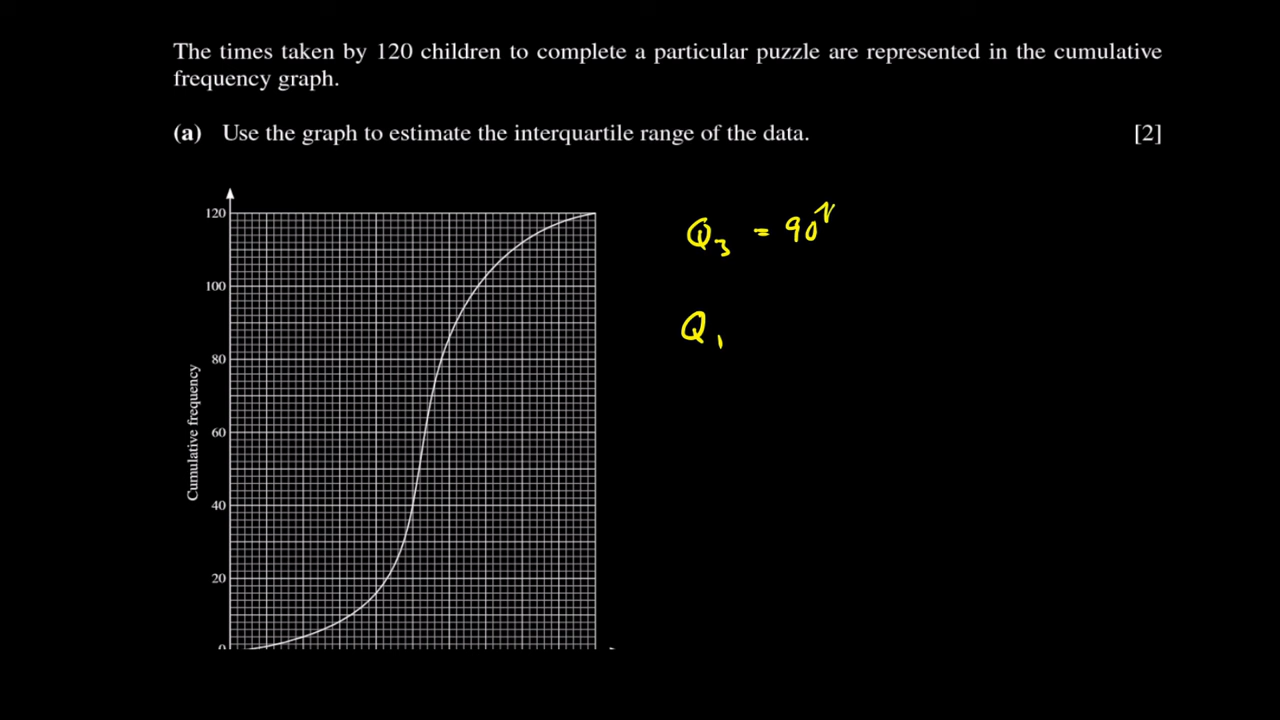 The times taken by 120 children to complete a particular puzzle are represented in the cumulative
frequency graph.
(a) Use the graph to estimate the interquartile range of the data. [2]
120
100
80
60
40
20
0
Cumulative frequency
Q3 = 90
Q1